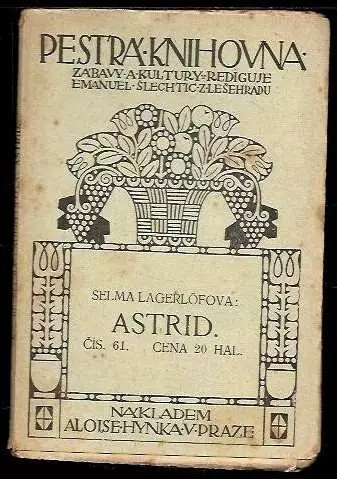 PESTRÁ·KNIHOVNA·
ZÁBAVY·A·KULTURY·REDIGUJE
EMANUEL·ŠLECHTIC·Z·LEŠEHRADU
SELMA LAGERLÖFOVA:
ASTRID.
ČÍS. 61. CENA 20 HAL.
NÁKLADEM
ALOISE·HYNKA·V·PRAZE